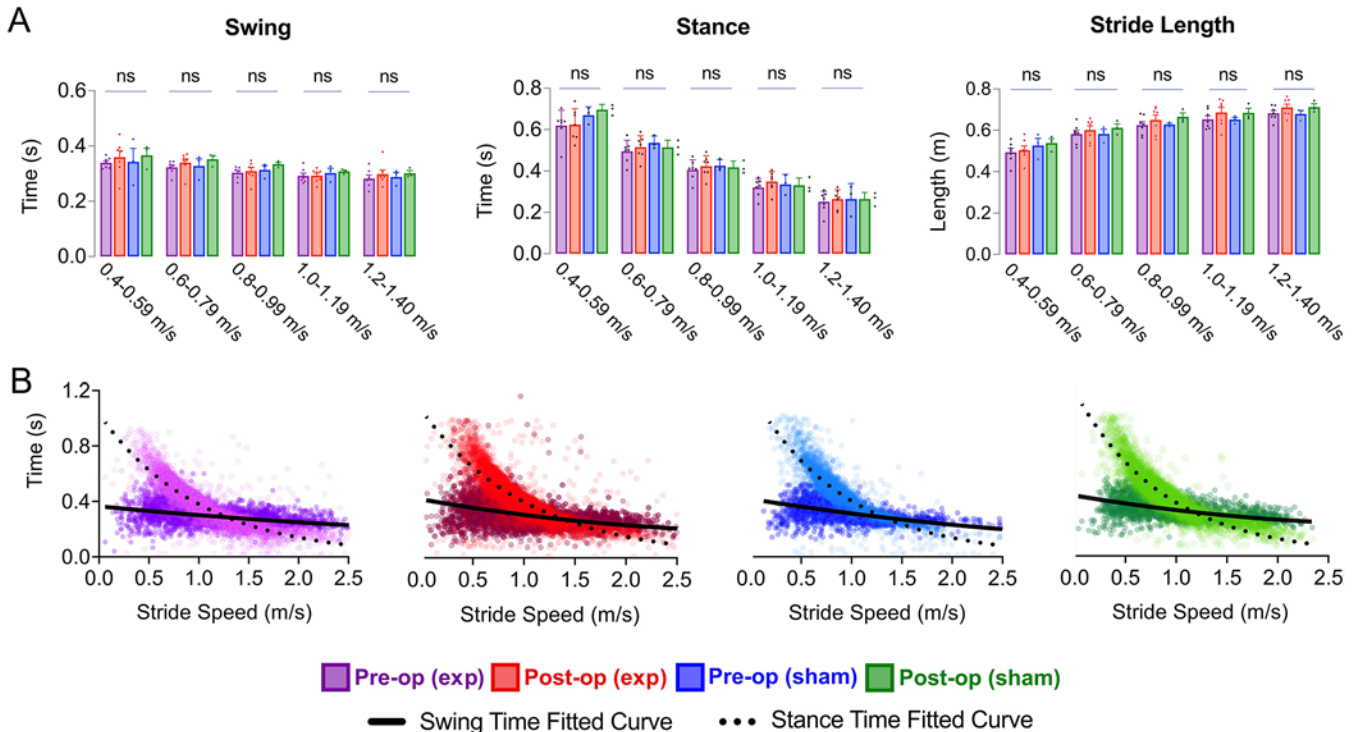 A
Swing
Stance
Stride Length
ns ns ns ns ns
0.6
0.4
0.2
0.0
Time (s)
0.4-0.59 m/s
0.6-0.79 m/s
0.8-0.99 m/s
1.0-1.19 m/s
1.2-1.40 m/s
ns ns ns ns ns
0.8
0.6
0.4
0.2
0.0
Time (s)
0.4-0.59 m/s
0.6-0.79 m/s
0.8-0.99 m/s
1.0-1.19 m/s
1.2-1.40 m/s
ns ns ns ns ns
0.8
0.6
0.4
0.2
0.0
Length (m)
0.4-0.59 m/s
0.6-0.79 m/s
0.8-0.99 m/s
1.0-1.19 m/s
1.2-1.40 m/s
B
1.2
0.8
0.4
0.0
Time (s)
0.0 0.5 1.0 1.5 2.0 2.5
Stride Speed (m/s)
0.0 0.5 1.0 1.5 2.0 2.5
Stride Speed (m/s)
0.0 0.5 1.0 1.5 2.0 2.5
Stride Speed (m/s)
0.0 0.5 1.0 1.5 2.0 2.5
Stride Speed (m/s)
Pre-op (exp) Post-op (exp) Pre-op (sham) Post-op (sham)
Swing Time Fitted Curve Stance Time Fitted Curve